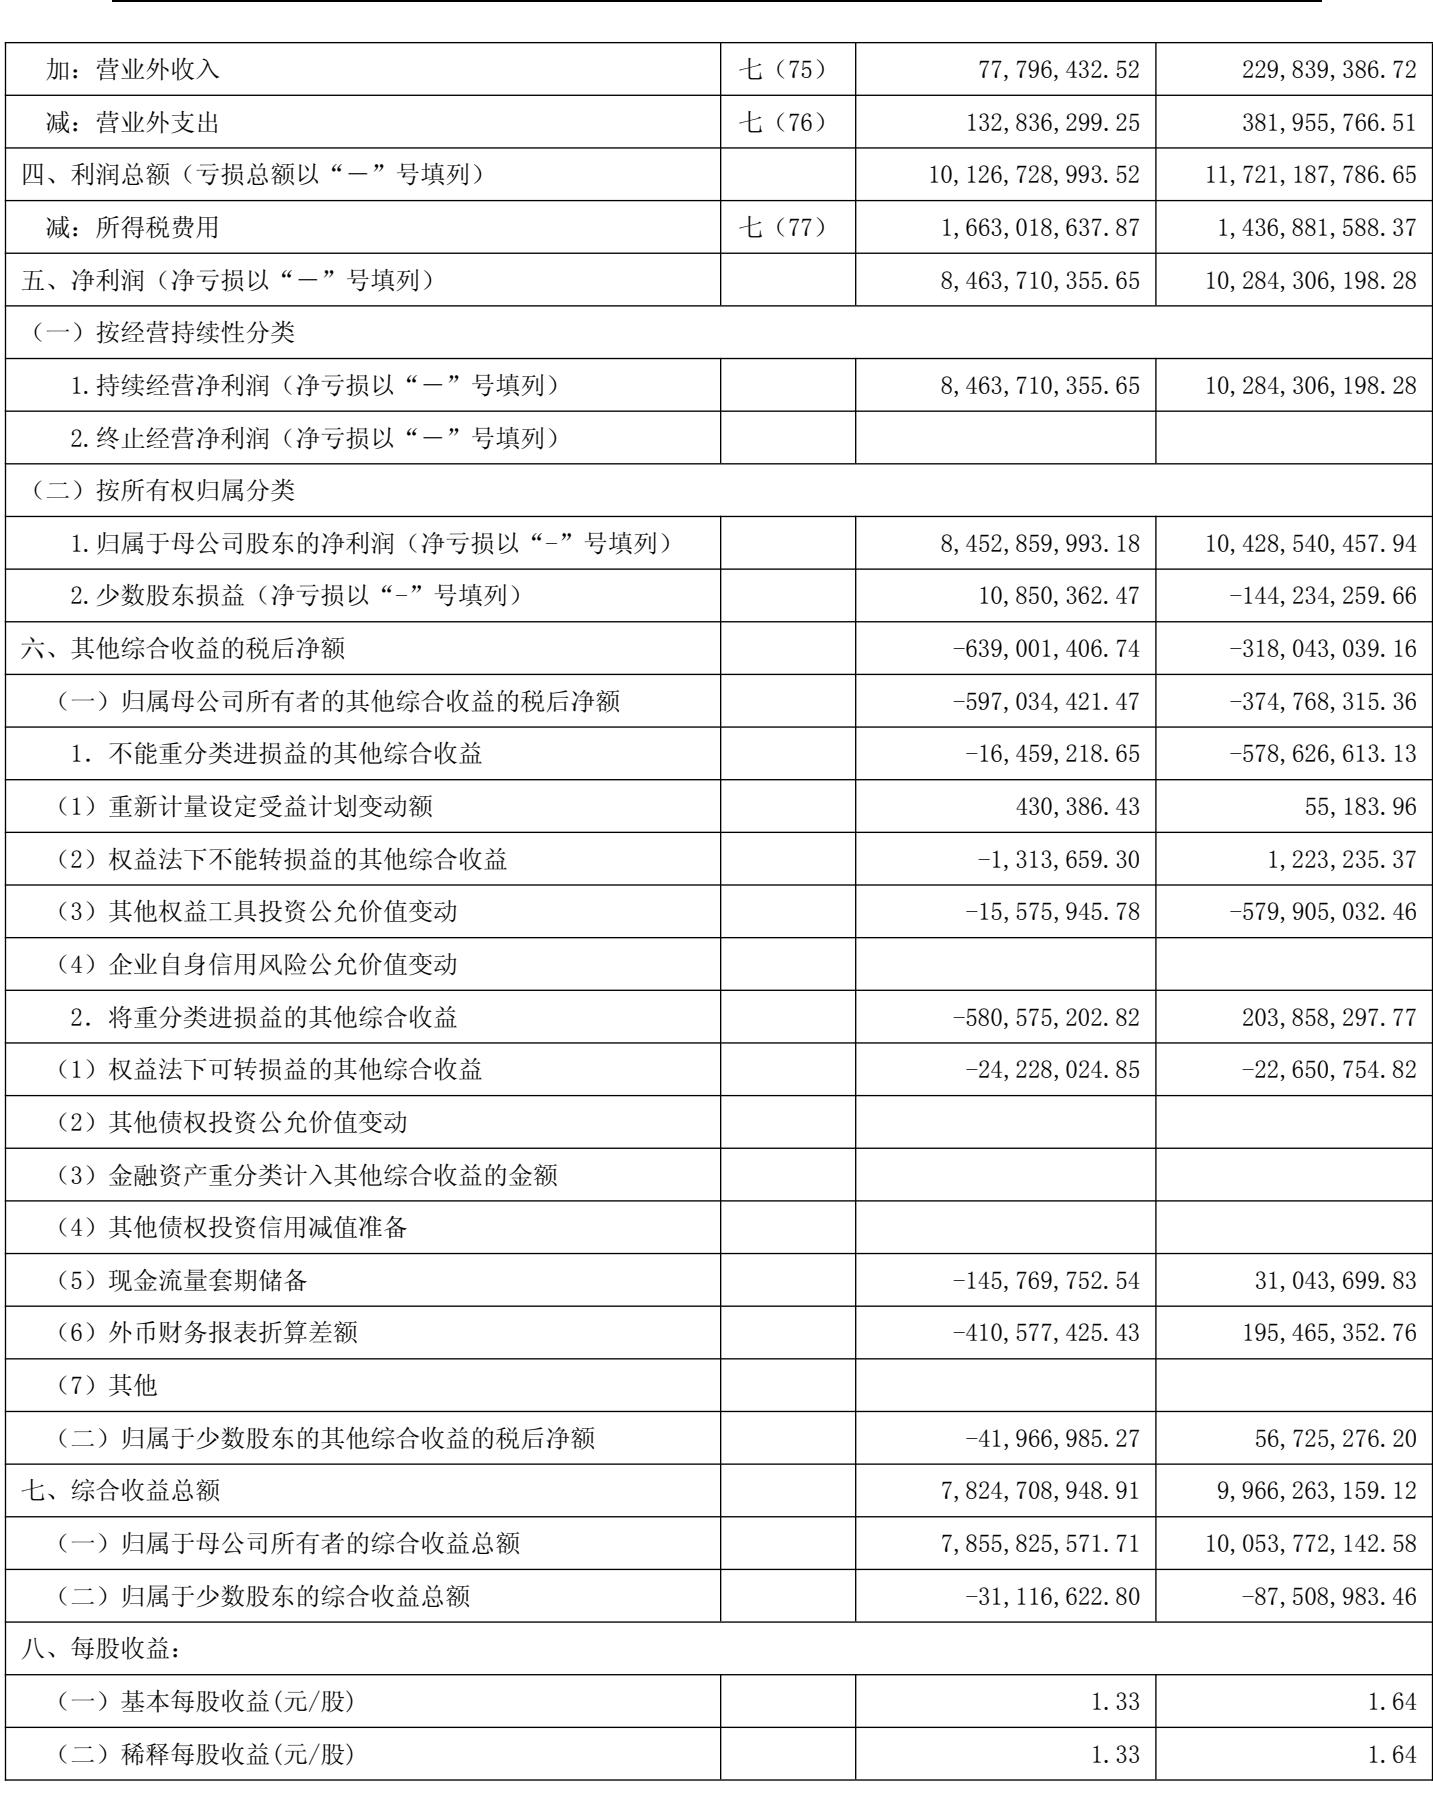 加：营业外收入 七（75） 77,796,432.52 229,839,386.72
减：营业外支出 七（76） 132,836,299.25 381,955,766.51
四、利润总额（亏损总额以“－”号填列） 10,126,728,993.52 11,721,187,786.65
减：所得税费用 七（77） 1,663,018,637.87 1,436,881,588.37
五、净利润（净亏损以“－”号填列） 8,463,710,355.65 10,284,306,198.28
（一）按经营持续性分类
1.持续经营净利润（净亏损以“－”号填列） 8,463,710,355.65 10,284,306,198.28
2.终止经营净利润（净亏损以“－”号填列）
（二）按所有权归属分类
1.归属于母公司股东的净利润（净亏损以“-”号填列） 8,452,859,993.18 10,428,540,457.94
2.少数股东损益（净亏损以“-”号填列） 10,850,362.47 -144,234,259.66
六、其他综合收益的税后净额 -639,001,406.74 -318,043,039.16
（一）归属母公司所有者的其他综合收益的税后净额 -597,034,421.47 -374,768,315.36
1．不能重分类进损益的其他综合收益 -16,459,218.65 -578,626,613.13
（1）重新计量设定受益计划变动额 430,386.43 55,183.96
（2）权益法下不能转损益的其他综合收益 -1,313,659.30 1,223,235.37
（3）其他权益工具投资公允价值变动 -15,575,945.78 -579,905,032.46
（4）企业自身信用风险公允价值变动
2．将重分类进损益的其他综合收益 -580,575,202.82 203,858,297.77
（1）权益法下可转损益的其他综合收益 -24,228,024.85 -22,650,754.82
（2）其他债权投资公允价值变动
（3）金融资产重分类计入其他综合收益的金额
（4）其他债权投资信用减值准备
（5）现金流量套期储备 -145,769,752.54 31,043,699.83
（6）外币财务报表折算差额 -410,577,425.43 195,465,352.76
（7）其他
（二）归属于少数股东的其他综合收益的税后净额 -41,966,985.27 56,725,276.20
七、综合收益总额 7,824,708,948.91 9,966,263,159.12
（一）归属于母公司所有者的综合收益总额 7,855,825,571.71 10,053,772,142.58
（二）归属于少数股东的综合收益总额 -31,116,622.80 -87,508,983.46
八、每股收益：
（一）基本每股收益(元/股) 1.33 1.64
（二）稀释每股收益(元/股) 1.33 1.64